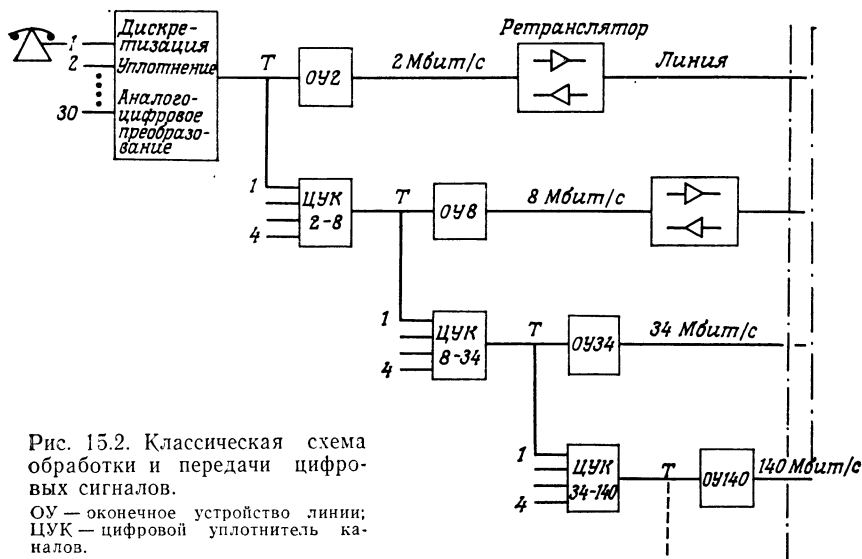 1
2
30
Дискре-
тизация
Уплотнение
Аналого-
цифррвое
преобразо-
вание
Т
ОУ2
2 Мбит/с
Ретранслятор
Линия
1
4
ЦУК
2-8
Т
ОУ8
8 Мбит/с
1
4
ЦУК
8-34
Т
ОУ34
34 Мбит/с
1
4
ЦУК
34-140
Т
ОУ140
140 Мбит/с
Рис. 15.2. Классическая схема
обработки и передачи цифро-
вых сигналов.
ОУ — оконечное устройство линии;
ЦУК — цифровой уплотнитель ка-
налов.